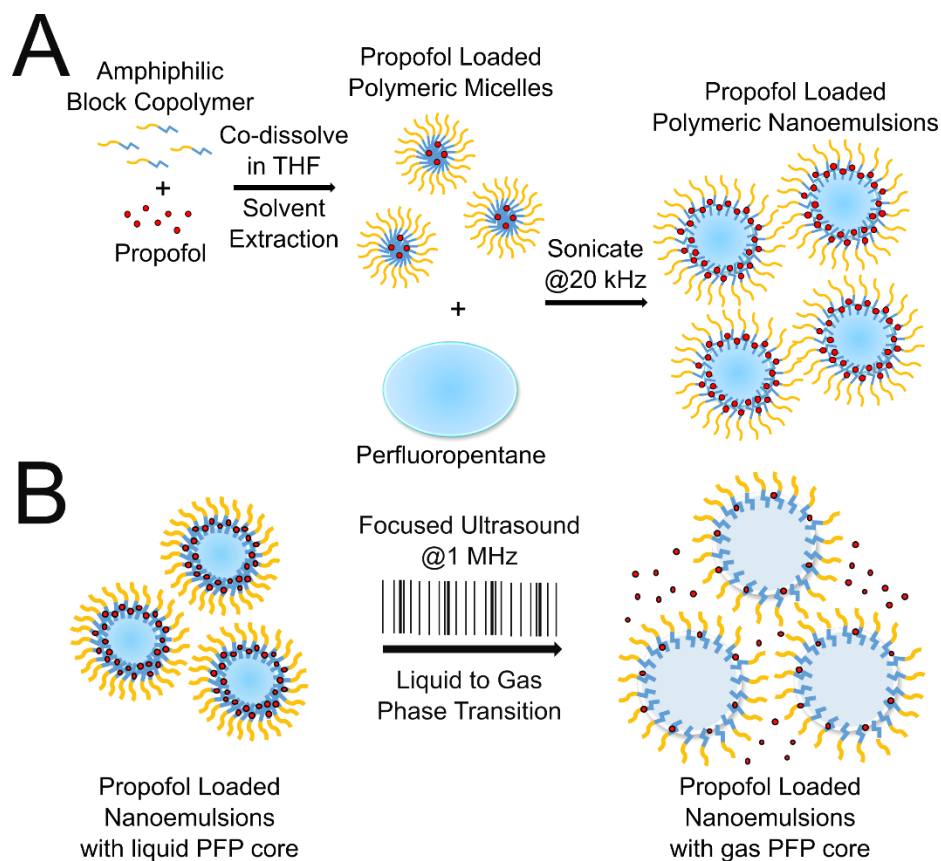 A
Amphiphilic
Block Copolymer
+
Propofol
Co-dissolve
in THF
Solvent
Extraction
Propofol Loaded
Polymeric Micelles
+
Perfluoropentane
Sonicate
@20 kHz
Propofol Loaded
Polymeric Nanoemulsions
B
Propofol Loaded
Nanoemulsions
with liquid PFP core
Focused Ultrasound
@1 MHz
Liquid to Gas
Phase Transition
Propofol Loaded
Nanoemulsions
with gas PFP core